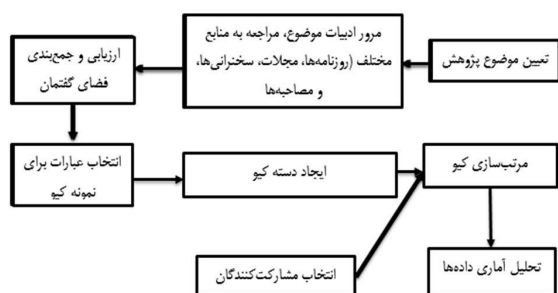 تعیین موضوع پژوهش
مرور ادبیات موضوع، مراجعه به منابع
مختلف (روزنامه‌ها، مجلات، سخنرانی‌ها،
و مصاحبه‌ها
ارزیابی و جمع‌بندی
فضای گفتمان
انتخاب عبارات برای
نمونه کیو
ایجاد دسته کیو
مرتب‌سازی کیو
انتخاب مشارکت‌کنندگان
تحلیل آماری داده‌ها